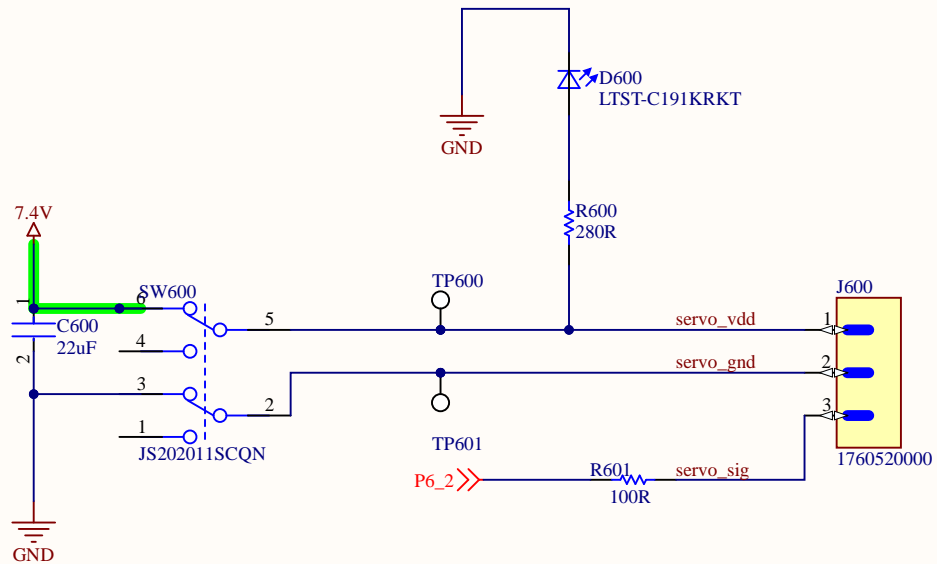 D600
LTST-C191KRKT
GND
7.4V
R600
280R
1
6
SW600
TP600
J600
C600
22uF
5
servo_vdd
1
2
4
servo_gnd
2
3
2
3
1
JS202011SCQN
TP601
P6_2
R601
100R
servo_sig
1760520000
GND